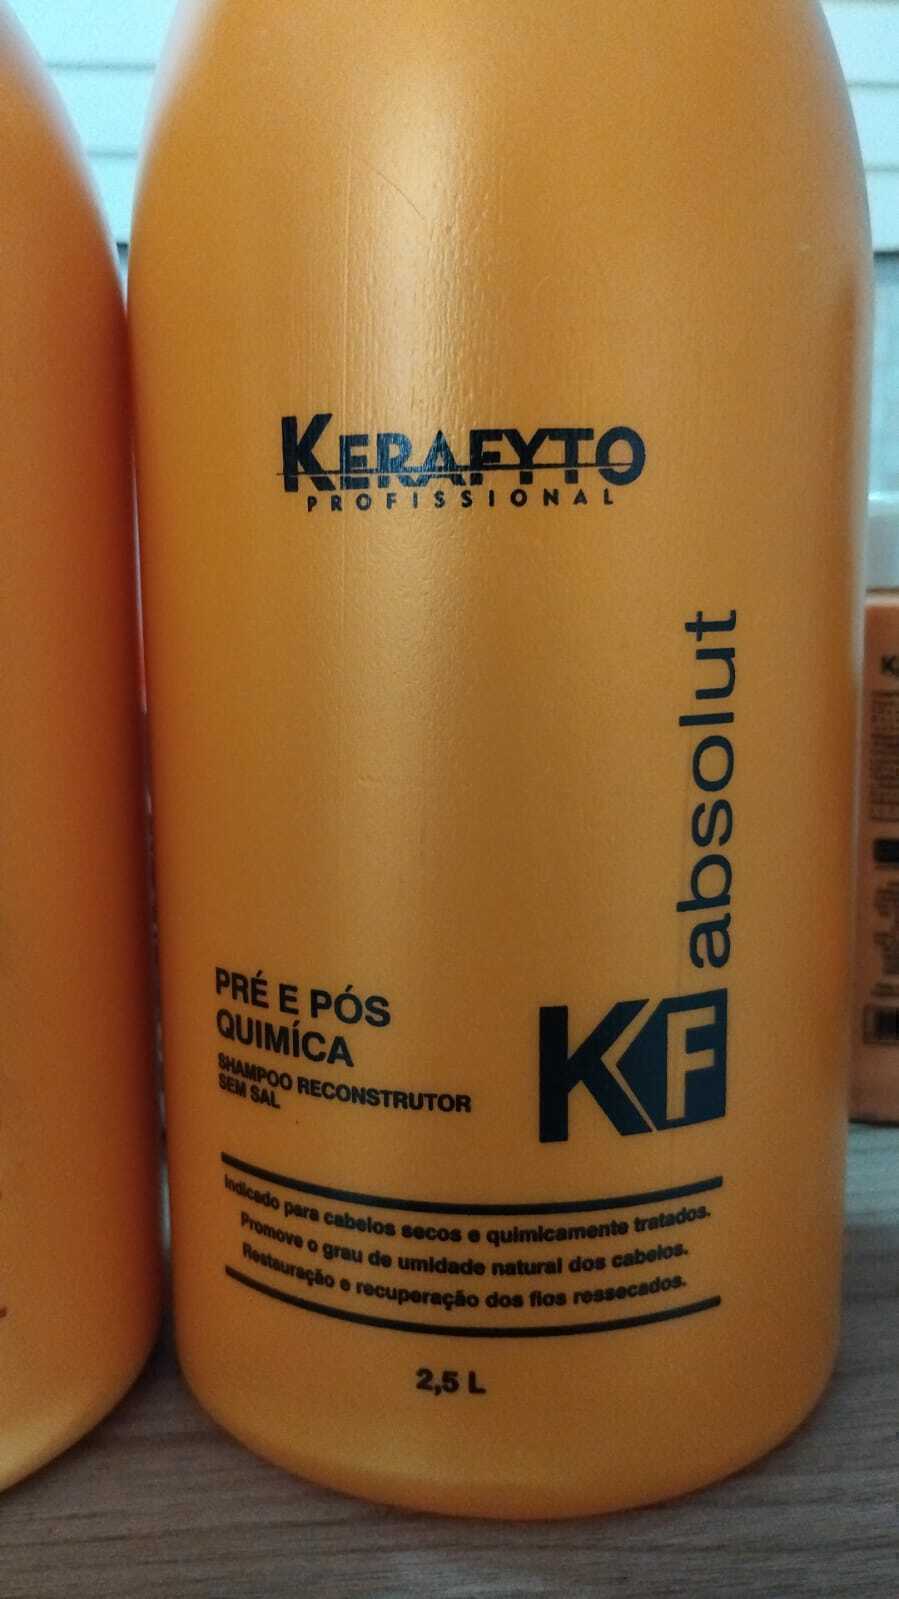 KERAFYTO
PROFISSIONAL
absolut
KF
PRÉ E PÓS
QUIMÍCA
SHAMPOO RECONSTRUTOR
SEM SAL
Indicado para cabelos secos e quimicamente tratados.
Promove o grau de umidade natural dos cabelos.
Restauração e recuperação dos fios ressecados.
2,5 L